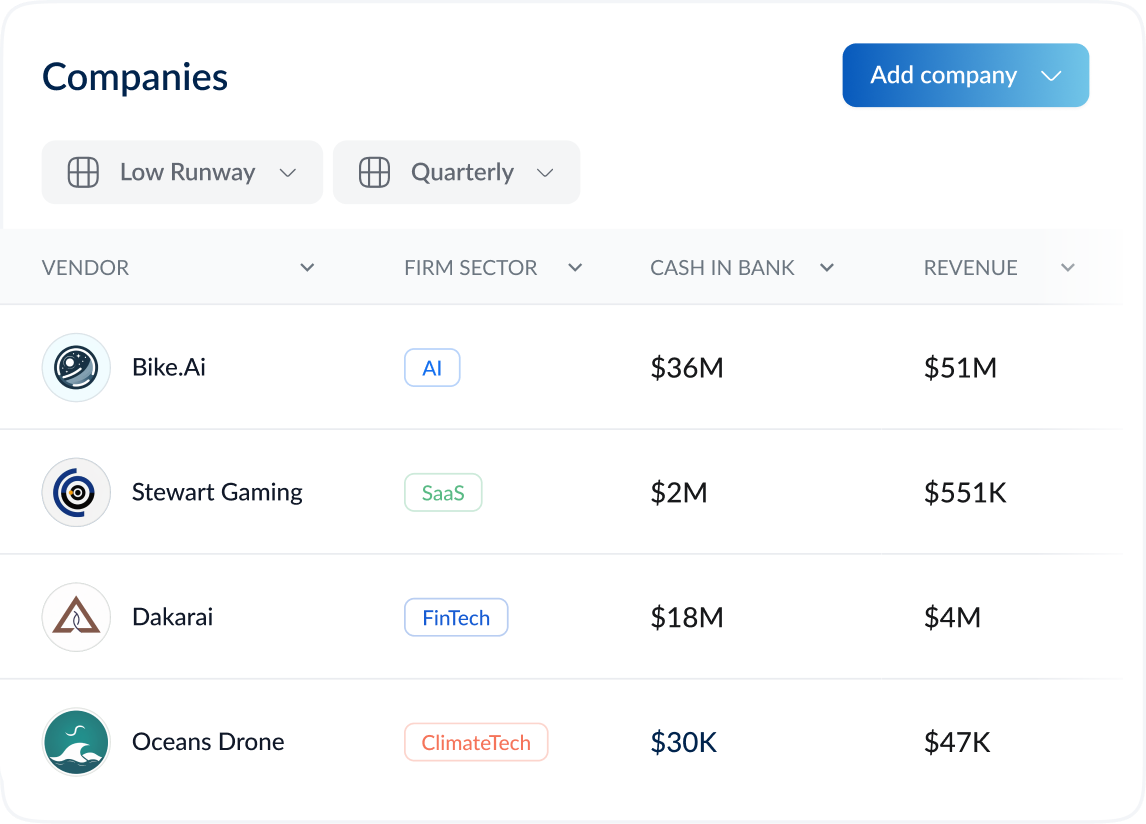 Companies
Add company
Low Runway
Quarterly
VENDOR FIRM SECTOR CASH IN BANK REVENUE
Bike.Ai AI $36M $51M
Stewart Gaming SaaS $2M $551K
Dakarai FinTech $18M $4M
Oceans Drone ClimateTech $30K $47K